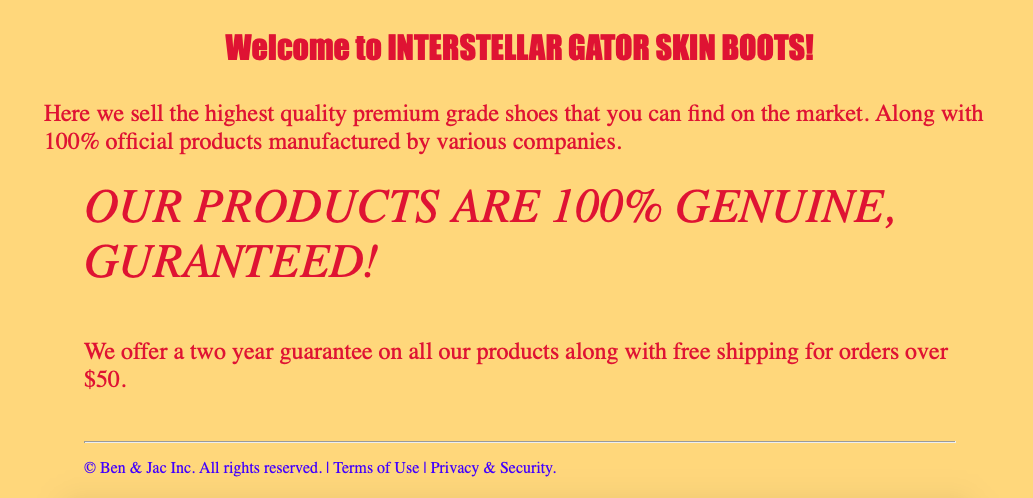 Welcome to INTERSTELLAR GATOR SKIN BOOTS!
Here we sell the highest quality premium grade shoes that you can find on the market. Along with
100% official products manufactured by various companies.
OUR PRODUCTS ARE 100% GENUINE,
GURANTEED!
We offer a two year guarantee on all our products along with free shipping for orders over
$50.
© Ben & Jac Inc. All rights reserved. | Terms of Use | Privacy & Security.